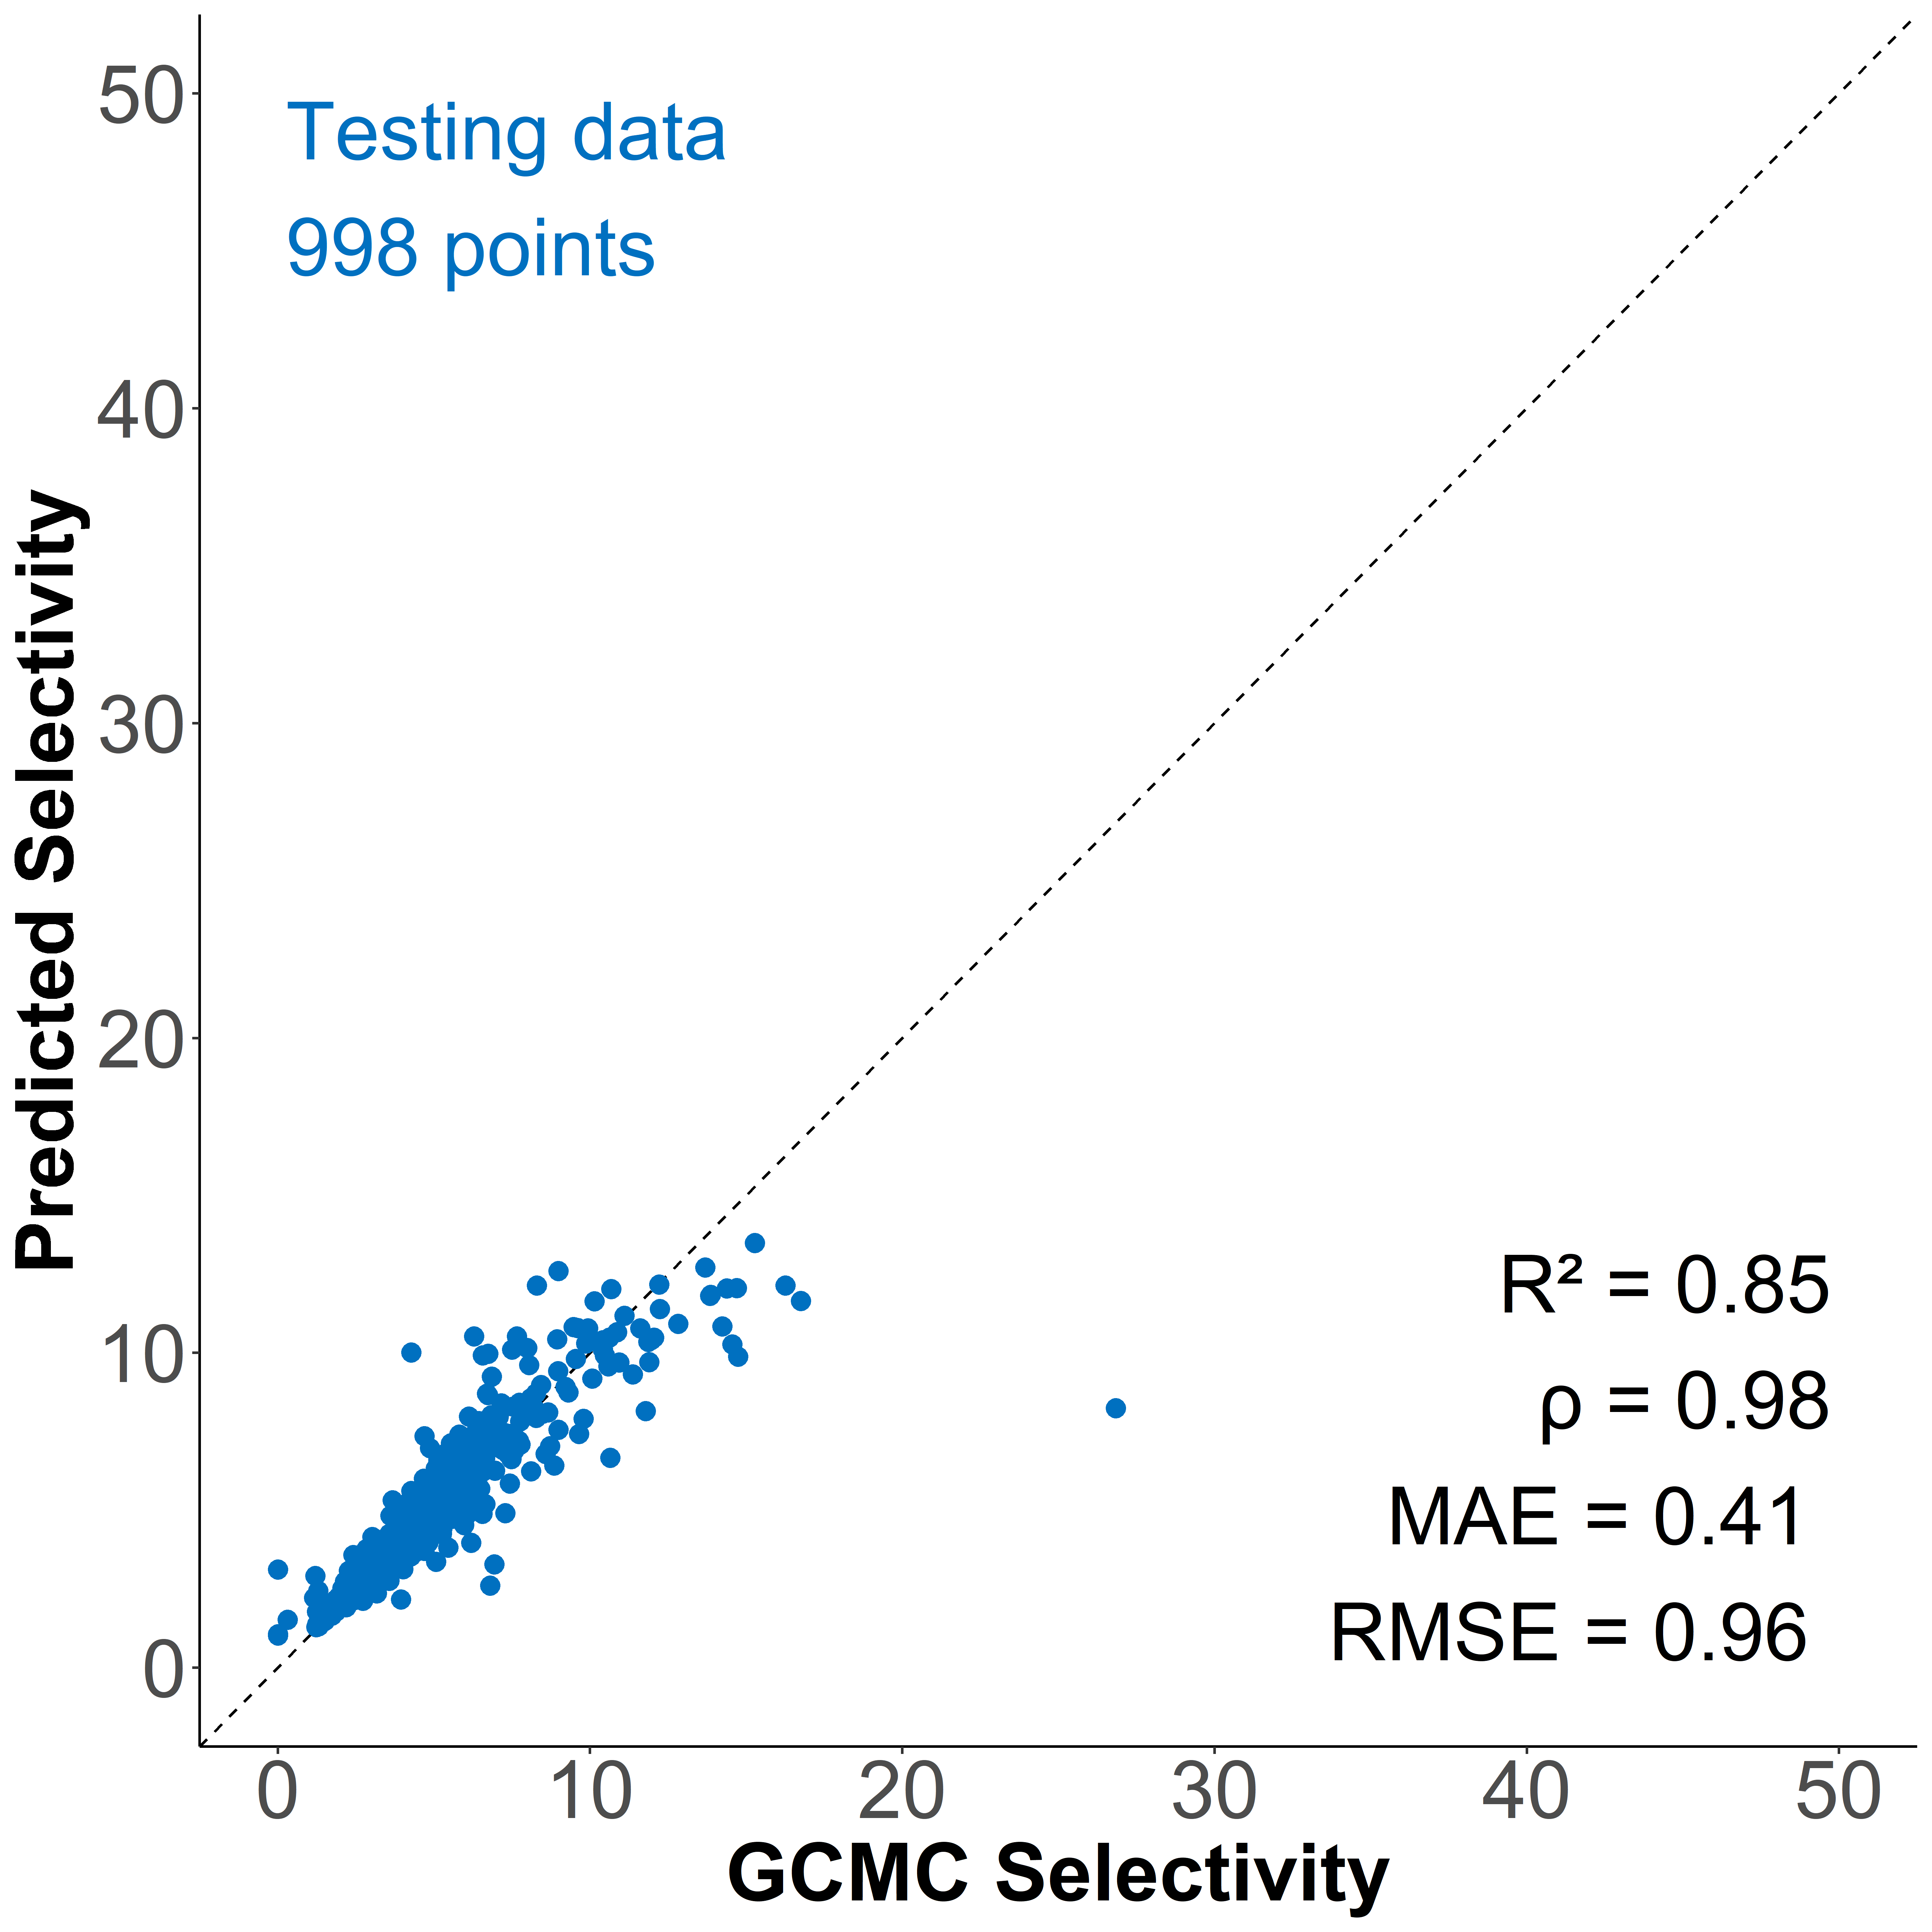 Testing data
998 points
Predicted Selectivity
50
40
30
20
10
0
R² = 0.85
ρ = 0.98
MAE = 0.41
RMSE = 0.96
0 10 20 30 40 50
GCMC Selectivity